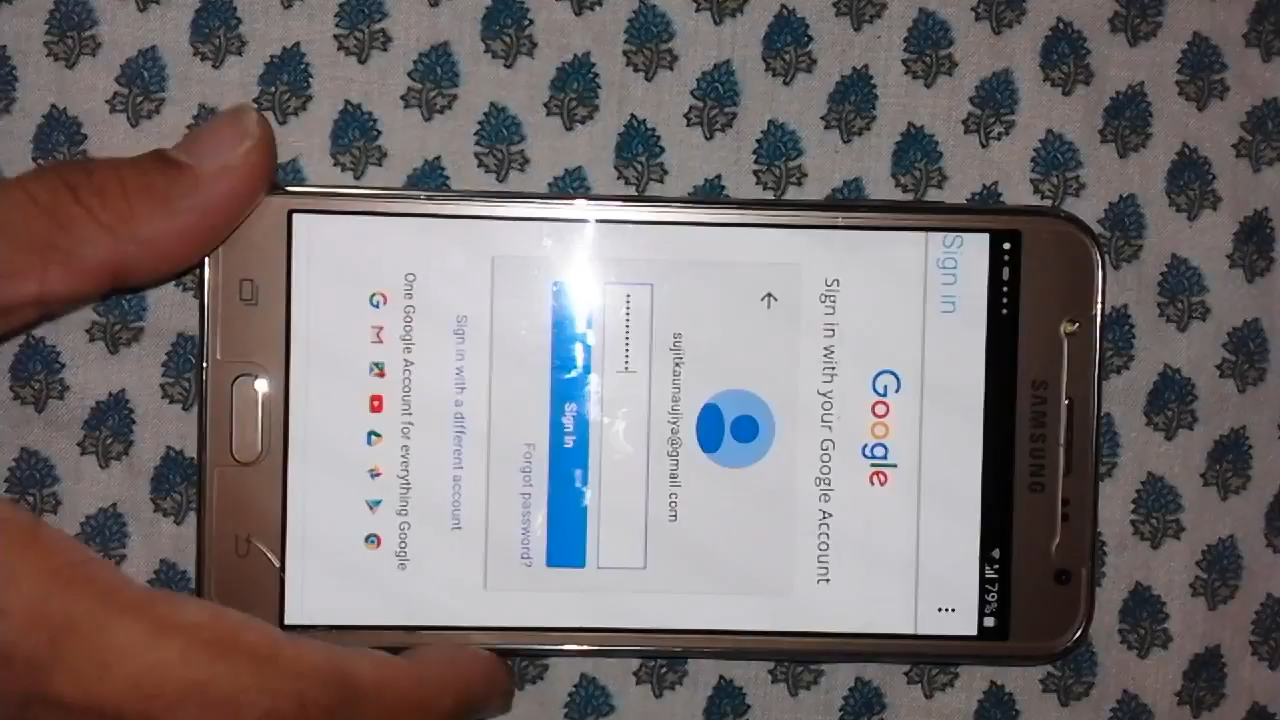 SAMSUNG
79%
Sign in
Google
Sign in with your Google Account
sujitkaunaujiya@gmail.com
Sign in
Forgot password?
Sign in with a different account
One Google Account for everything Google